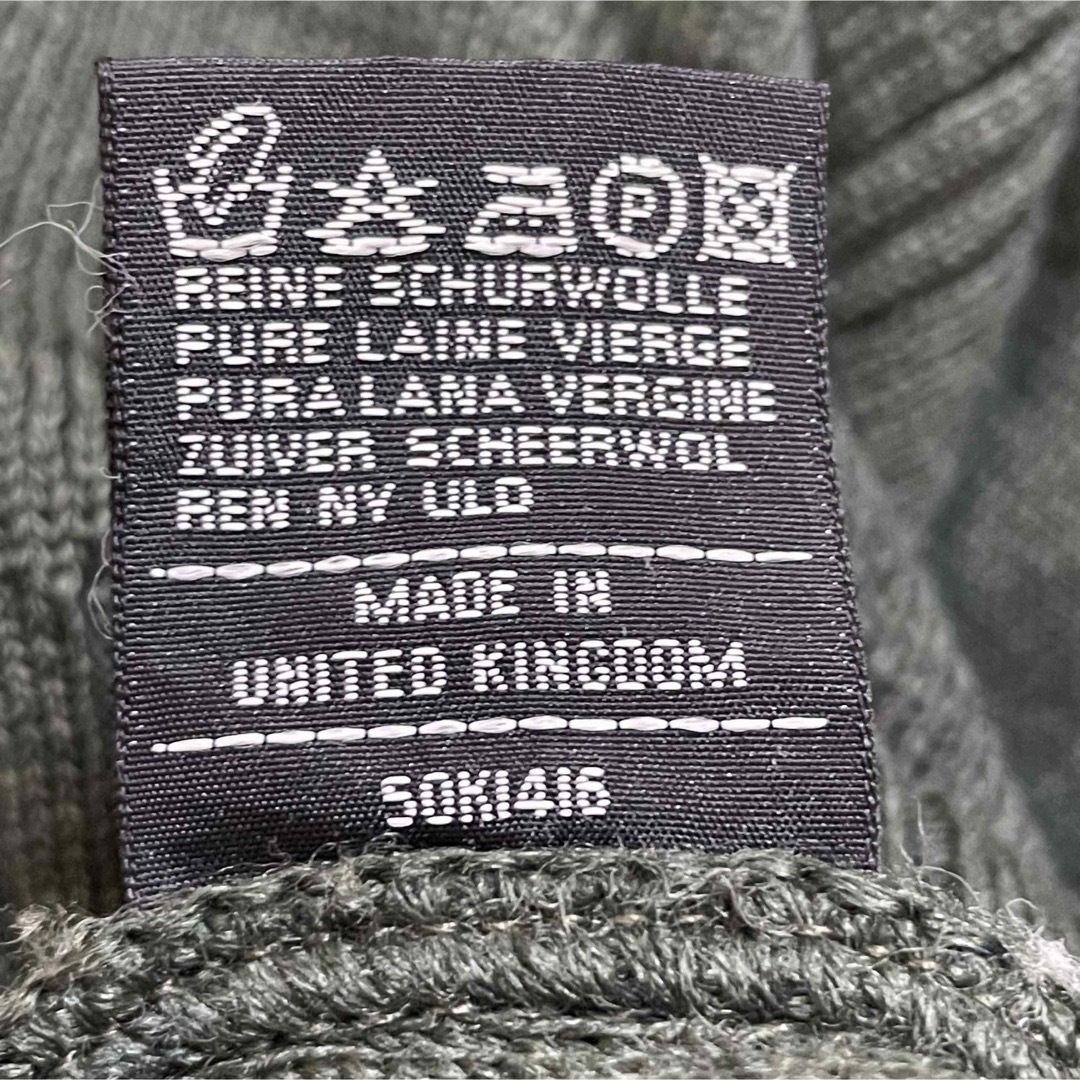 P
REINE SCHURWOLLE
PURE LAINE VIERGE
PURA LANA VERGINE
ZUIVER SCHEERWOL
REN NY ULD
MADE IN
UNITED KINGDOM
50K1416